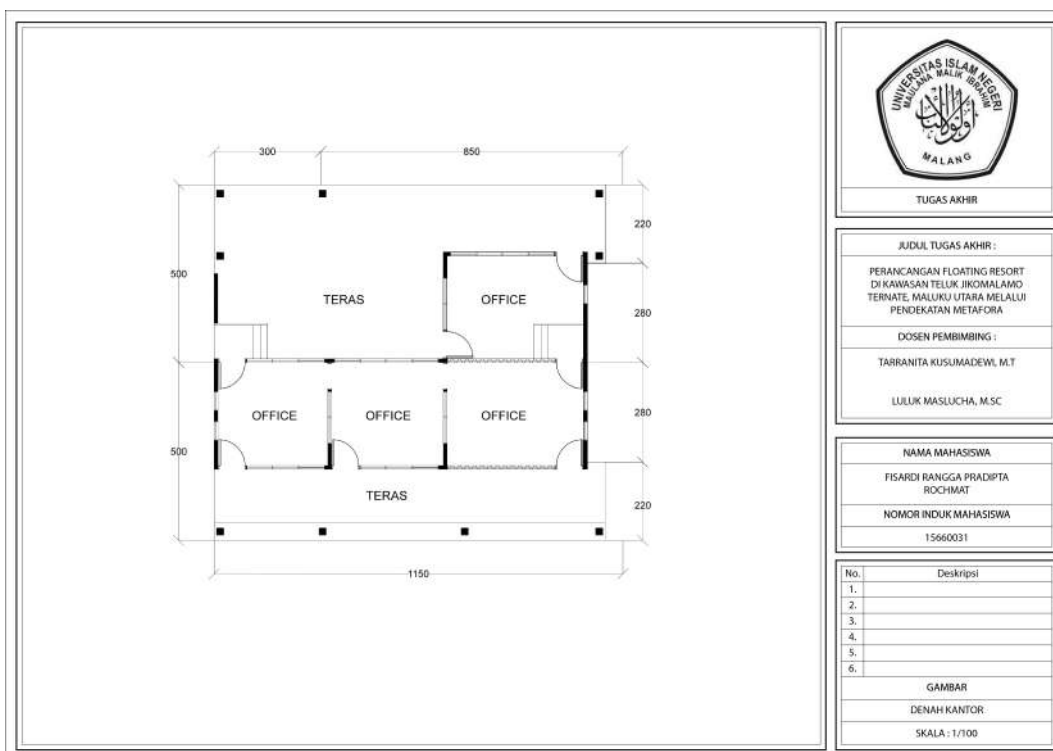 300
850
220
500
TERAS
OFFICE
280
OFFICE
OFFICE
OFFICE
280
500
TERAS
220
1150
UNIVERSITAS ISLAM NEGERI
MAULANA MALIK IBRAHIM
MALANG
TUGAS AKHIR
JUDUL TUGAS AKHIR :
PERANCANGAN FLOATING RESORT
DI KAWASAN TELUK JIKOMALAMO
TERNATE, MALUKU UTARA MELALUI
PENDEKATAN METAFORA
DOSEN PEMBIMBING :
TARRANITA KUSUMADEWI, M.T
LULUK MASLUCHA, M.SC
NAMA MAHASISWA
FISARDI RANGGA PRADIPTA
ROCHMAT
NOMOR INDUK MAHASISWA
15660031
No. Deskripsi
1.
2.
3.
4.
5.
6.
GAMBAR
DENAH KANTOR
SKALA : 1/100